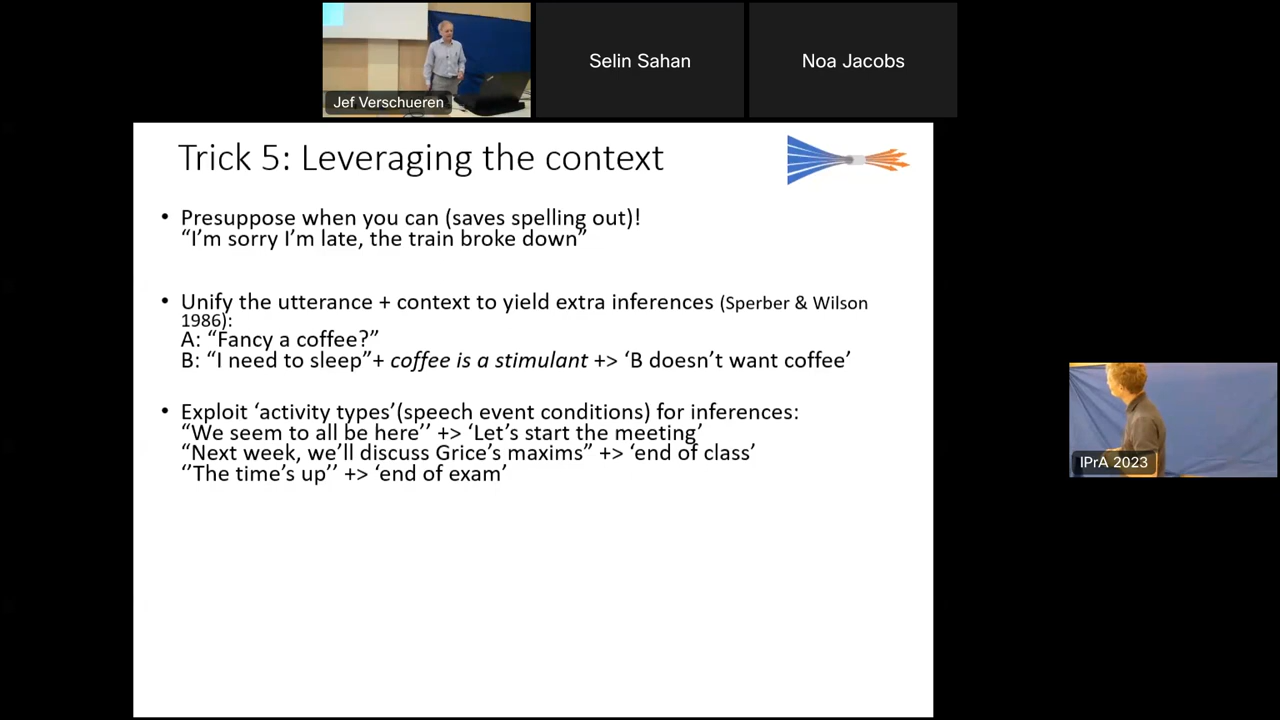 Jef Verschueren
Selin Sahan
Noa Jacobs
Trick 5: Leveraging the context
• Presuppose when you can (saves spelling out)!
“I’m sorry I’m late, the train broke down”
• Unify the utterance + context to yield extra inferences (Sperber & Wilson
1986):
A: “Fancy a coffee?”
B: “I need to sleep”+ coffee is a stimulant +> ‘B doesn’t want coffee’
• Exploit ‘activity types’(speech event conditions) for inferences:
“We seem to all be here’’ +> ‘Let’s start the meeting’
“Next week, we’ll discuss Grice’s maxims” +> ‘end of class’
‘’The time’s up’’ +> ‘end of exam’
IPrA 2023